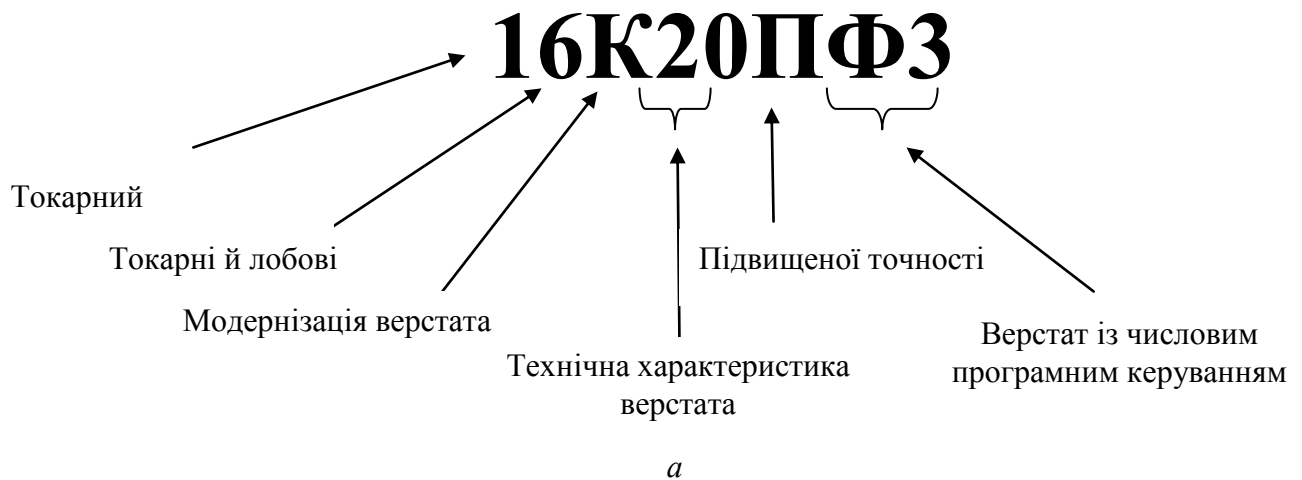 16К20ПФ3
Токарний
Токарні й лобові
Підвищеної точності
Модернізація верстата
Верстат із числовим
програмним керуванням
Технічна характеристика
верстата
а